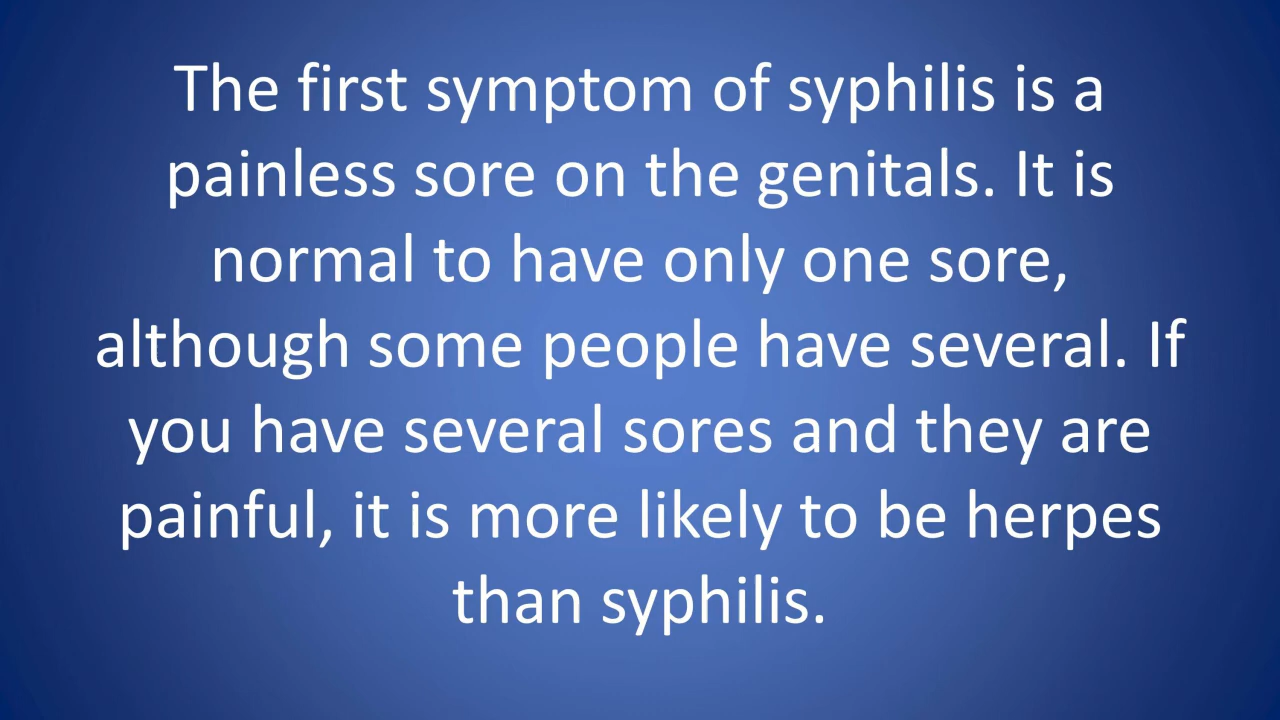 The first symptom of syphilis is a
painless sore on the genitals. It is
normal to have only one sore,
although some people have several. If
you have several sores and they are
painful, it is more likely to be herpes
than syphilis.